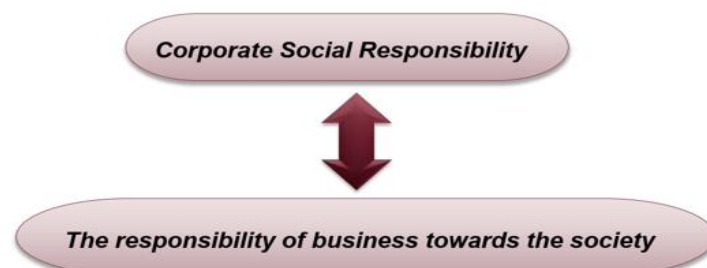 Corporate Social Responsibility
The responsibility of business towards the society